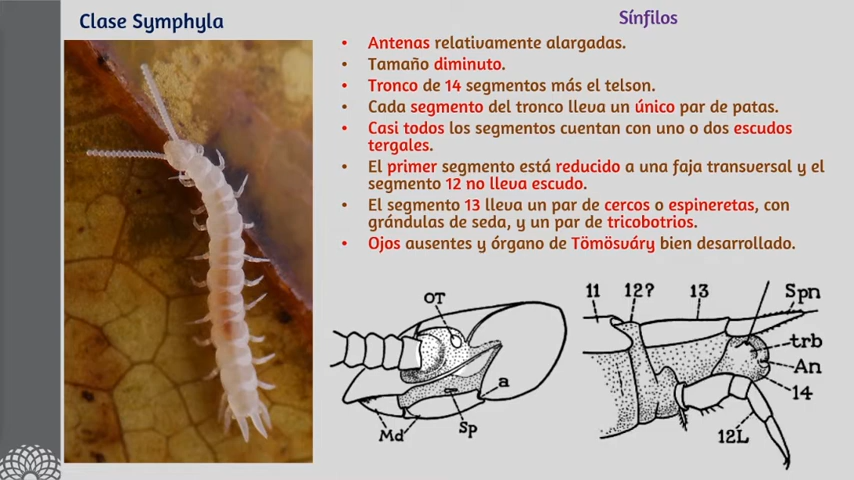 Clase Symphyla
Sínfilos
• Antenas relativamente alargadas.
• Tamaño diminuto.
• Tronco de 14 segmentos más el telson.
• Cada segmento del tronco lleva un único par de patas.
• Casi todos los segmentos cuentan con uno o dos escudos
tergales.
• El primer segmento está reducido a una faja transversal y el
segmento 12 no lleva escudo.
• El segmento 13 lleva un par de cercos o espineretas, con
grándulas de seda, y un par de tricobotrios.
• Ojos ausentes y órgano de Tömösváry bien desarrollado.
OT
a
Sp
Md
11 12? 13 Spn
trb
An
14
12L